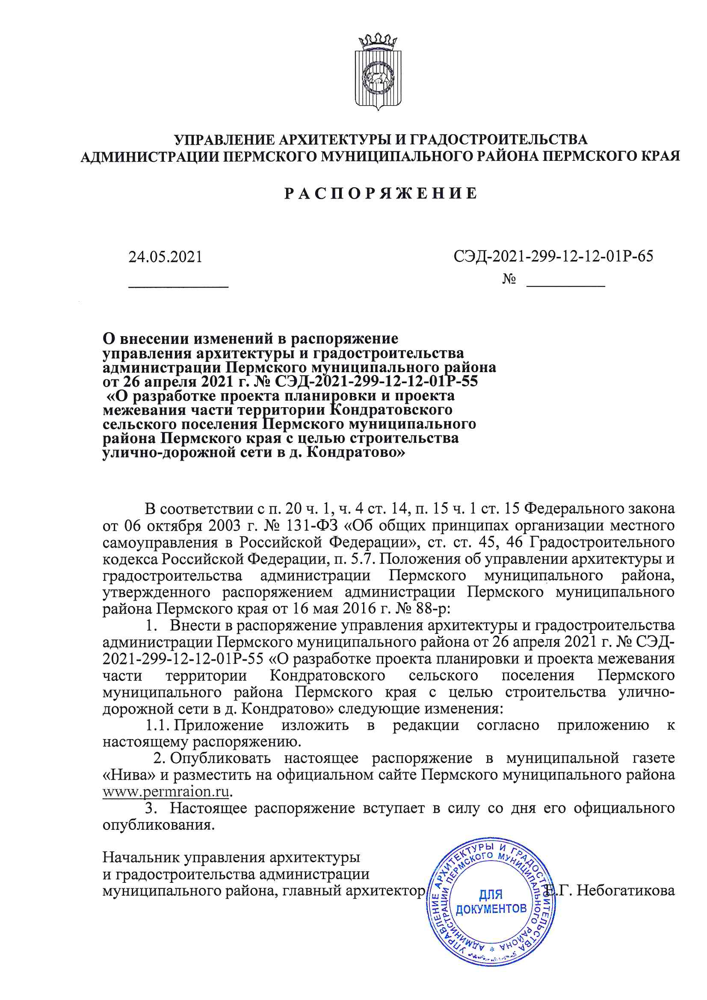 УПРАВЛЕНИЕ АРХИТЕКТУРЫ И ГРАДОСТРОИТЕЛЬСТВА
АДМИНИСТРАЦИИ ПЕРМСКОГО МУНИЦИПАЛЬНОГО РАЙОНА ПЕРМСКОГО КРАЯ
Р А С П О Р Я Ж Е Н И Е
24.05.2021 СЭД-2021-299-12-12-01Р-65
№
О внесении изменений в распоряжение
управления архитектуры и градостроительства
администрации Пермского муниципального района
от 26 апреля 2021 г. № СЭД-2021-299-12-12-01Р-55
«О разработке проекта планировки и проекта
межевания части территории Кондратовского
сельского поселения Пермского муниципального
района Пермского края с целью строительства
улично-дорожной сети в д. Кондратово»
В соответствии с п. 20 ч. 1, ч. 4 ст. 14, п. 15 ч. 1 ст. 15 Федерального закона
от 06 октября 2003 г. № 131-ФЗ «Об общих принципах организации местного
самоуправления в Российской Федерации», ст. ст. 45, 46 Градостроительного
кодекса Российской Федерации, п. 5.7. Положения об управлении архитектуры и
градостроительства администрации Пермского муниципального района,
утвержденного распоряжением администрации Пермского муниципального
района Пермского края от 16 мая 2016 г. № 88-р:
1. Внести в распоряжение управления архитектуры и градостроительства
администрации Пермского муниципального района от 26 апреля 2021 г. № СЭД-
2021-299-12-12-01Р-55 «О разработке проекта планировки и проекта межевания
части территории Кондратовского сельского поселения Пермского
муниципального района Пермского края с целью строительства улично-
дорожной сети в д. Кондратово» следующие изменения:
1.1. Приложение изложить в редакции согласно приложению к
настоящему распоряжению.
2. Опубликовать настоящее распоряжение в муниципальной газете
«Нива» и разместить на официальном сайте Пермского муниципального района
www.permraion.ru.
3. Настоящее распоряжение вступает в силу со дня его официального
опубликования.
Начальник управления архитектуры
и градостроительства администрации
муниципального района, главный архитектор Е.Г. Небогатикова
УПРАВЛЕНИЕ АРХИТЕКТУРЫ И ГРАДОСТРОИТЕЛЬСТВА
АДМИНИСТРАЦИИ ПЕРМСКОГО МУНИЦИПАЛЬНОГО РАЙОНА *
ДЛЯ
ДОКУМЕНТОВ